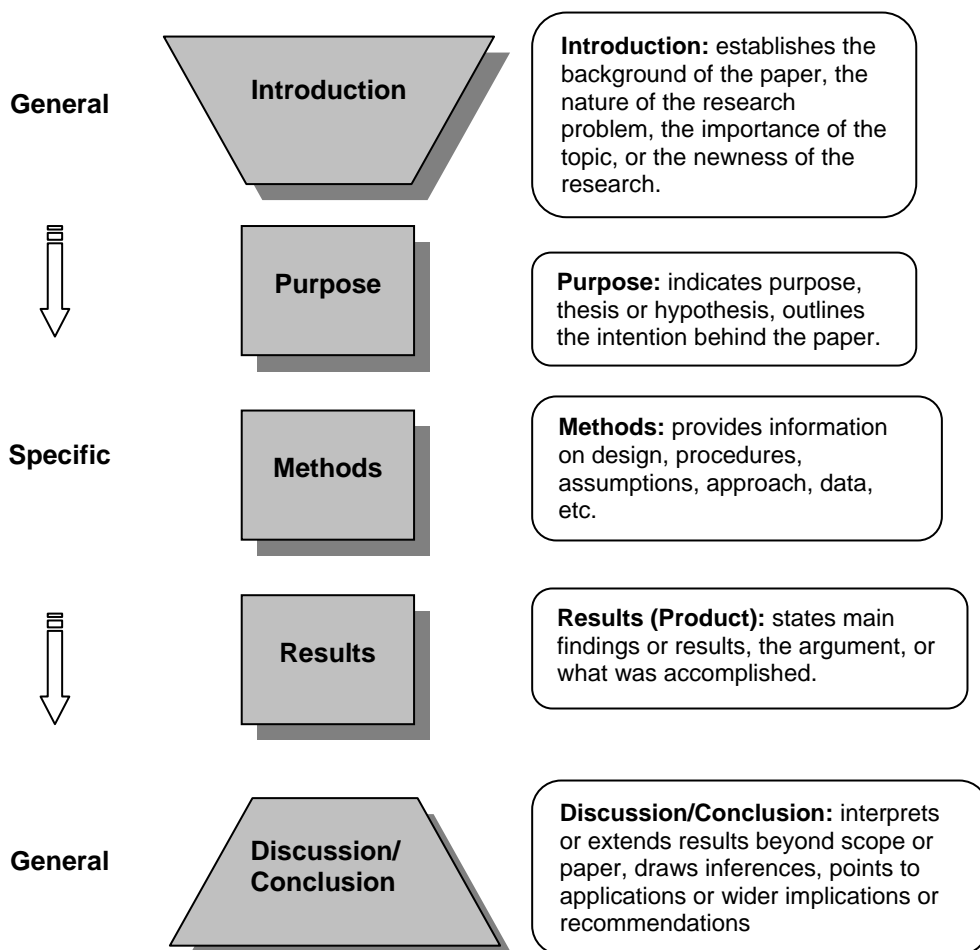 General
Introduction
Introduction: establishes the
background of the paper, the
nature of the research
problem, the importance of the
topic, or the newness of the
research.
Purpose
Purpose: indicates purpose,
thesis or hypothesis, outlines
the intention behind the paper.
Specific
Methods
Methods: provides information
on design, procedures,
assumptions, approach, data,
etc.
Results
Results (Product): states main
findings or results, the argument, or
what was accomplished.
General
Discussion/
Conclusion
Discussion/Conclusion: interprets
or extends results beyond scope or
paper, draws inferences, points to
applications or wider implications or
recommendations